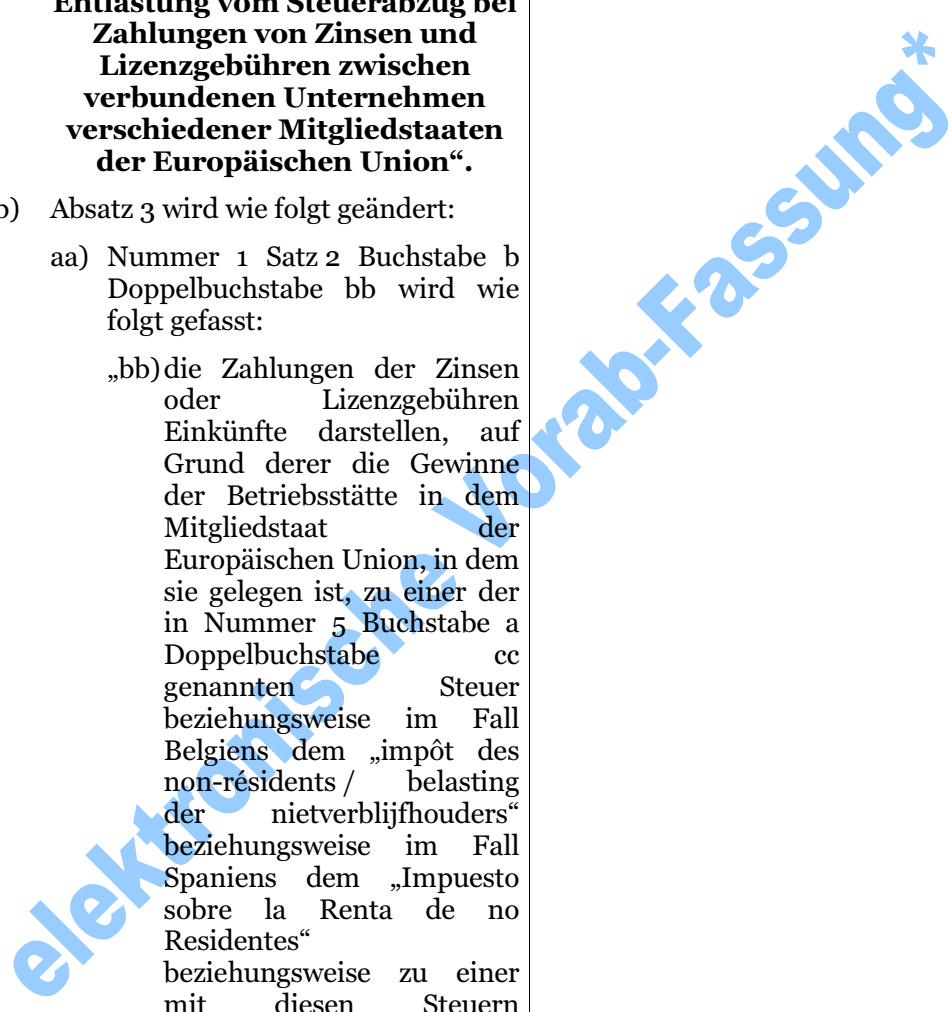 Entlastung vom Steuerabzug bei
Zahlungen von Zinsen und
Lizenzgebühren zwischen
verbundenen Unternehmen
verschiedener Mitgliedstaaten
der Europäischen Union“.
b) Absatz 3 wird wie folgt geändert:
aa) Nummer 1 Satz 2 Buchstabe b
Doppelbuchstabe bb wird wie
folgt gefasst:
„bb) die Zahlungen der Zinsen
oder Lizenzgebühren
Einkünfte darstellen, auf
Grund derer die Gewinne
der Betriebsstätte in dem
Mitgliedstaat der
Europäischen Union, in dem
sie gelegen ist, zu einer der
in Nummer 5 Buchstabe a
Doppelbuchstabe cc
genannten Steuer
beziehungsweise im Fall
Belgiens dem „impôt des
non-résidents / belasting
der nietverblijfhouders“
beziehungsweise im Fall
Spaniens dem „Impuesto
sobre la Renta de no
Residentes“
beziehungsweise zu einer
mit diesen Steuern
elektronische Vorab-Fassung*